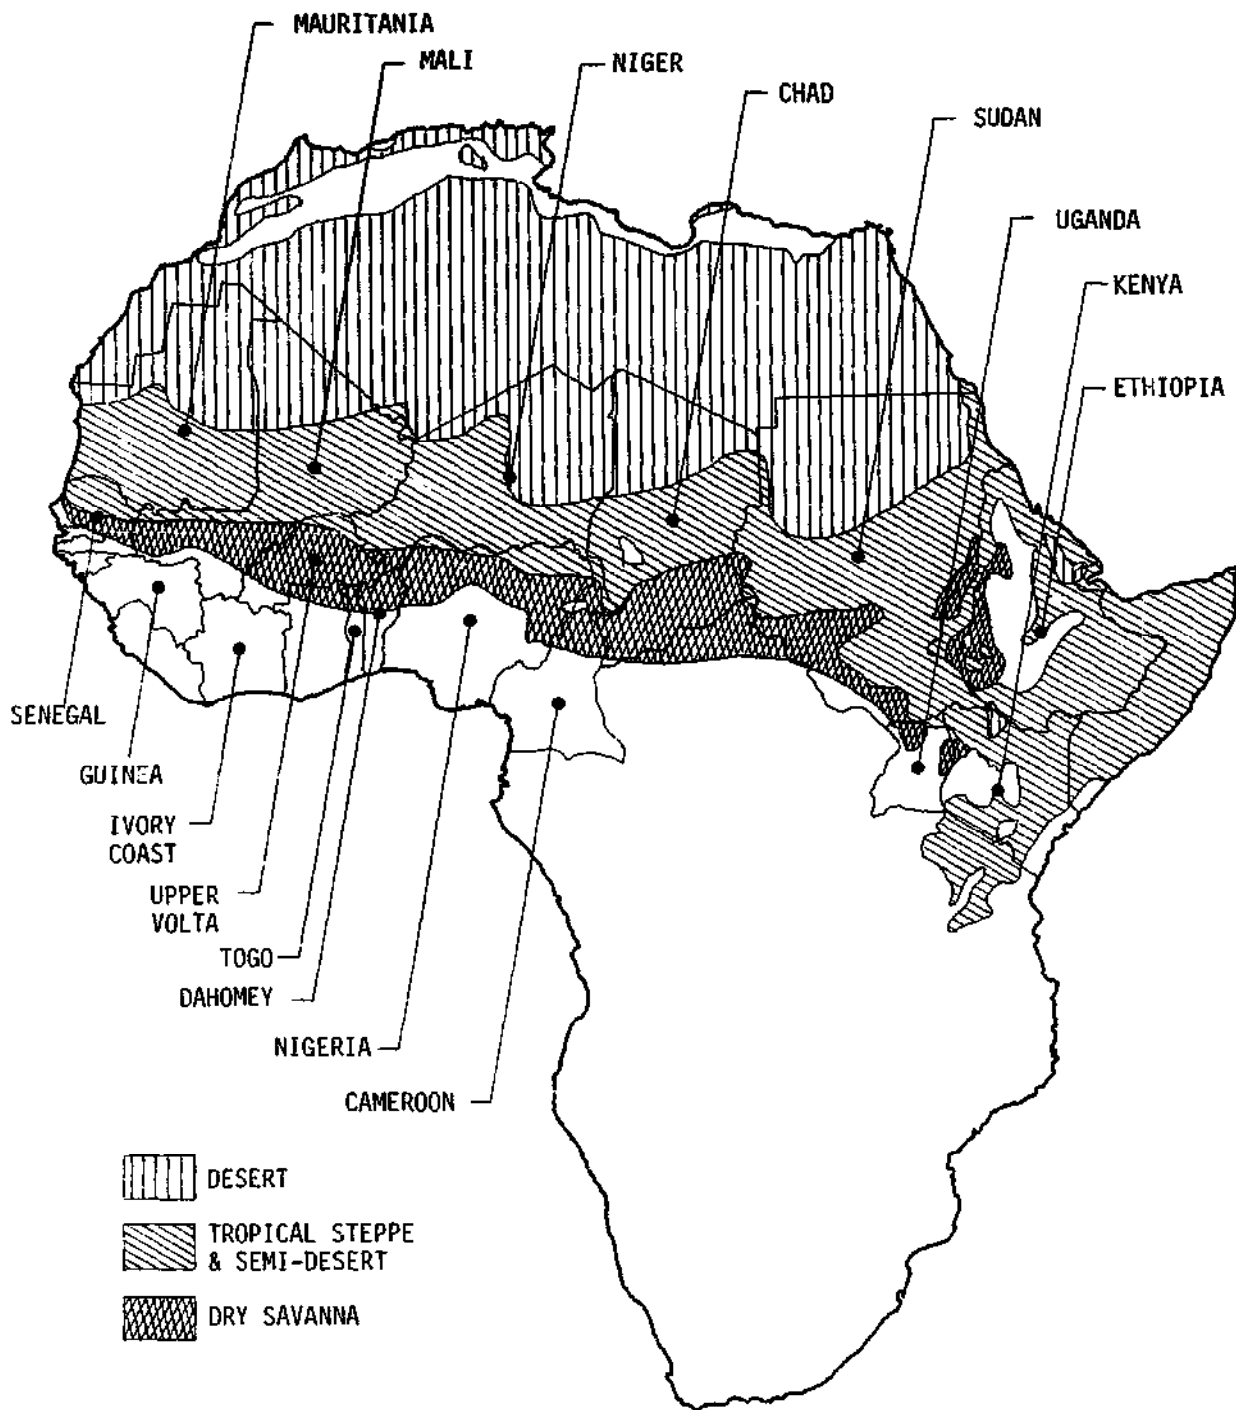 MAURITANIA
MALI
NIGER
CHAD
SUDAN
UGANDA
KENYA
ETHIOPIA
SENEGAL
GUINEA
IVORY
COAST
UPPER
VOLTA
TOGO
DAHOMEY
NIGERIA
CAMEROON
DESERT
TROPICAL STEPPE
& SEMI-DESERT
DRY SAVANNA